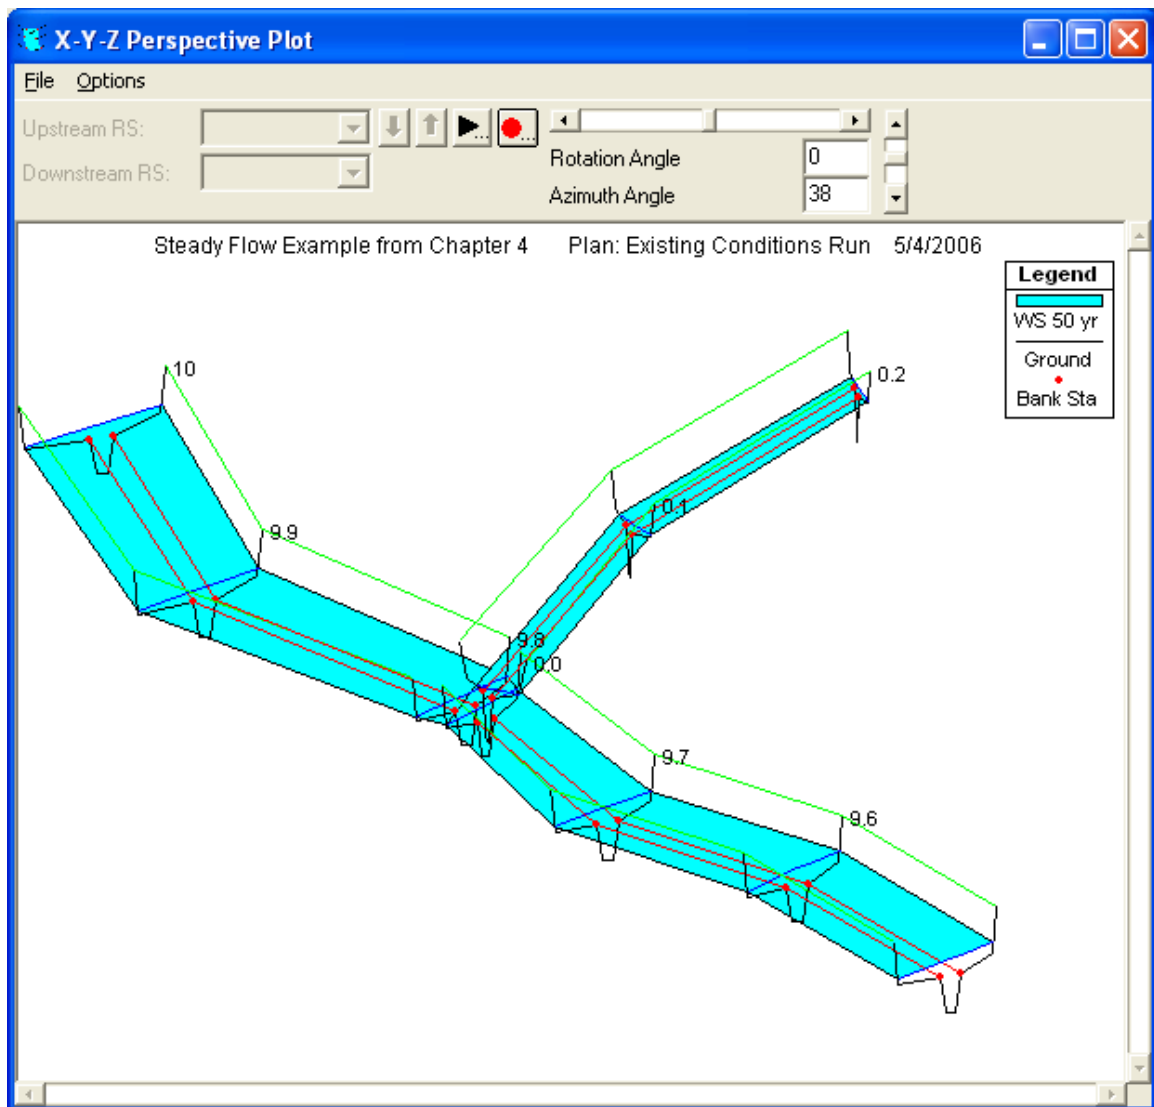 X-Y-Z Perspective Plot
File Options
Upstream RS:
Downstream RS:
... ...
Rotation Angle 0
Azimuth Angle 38
Steady Flow Example from Chapter 4 Plan: Existing Conditions Run 5/4/2006
Legend
WS 50 yr
Ground
Bank Sta
10
0.2
0.1
9.9
9.8
0.0
9.7
9.6